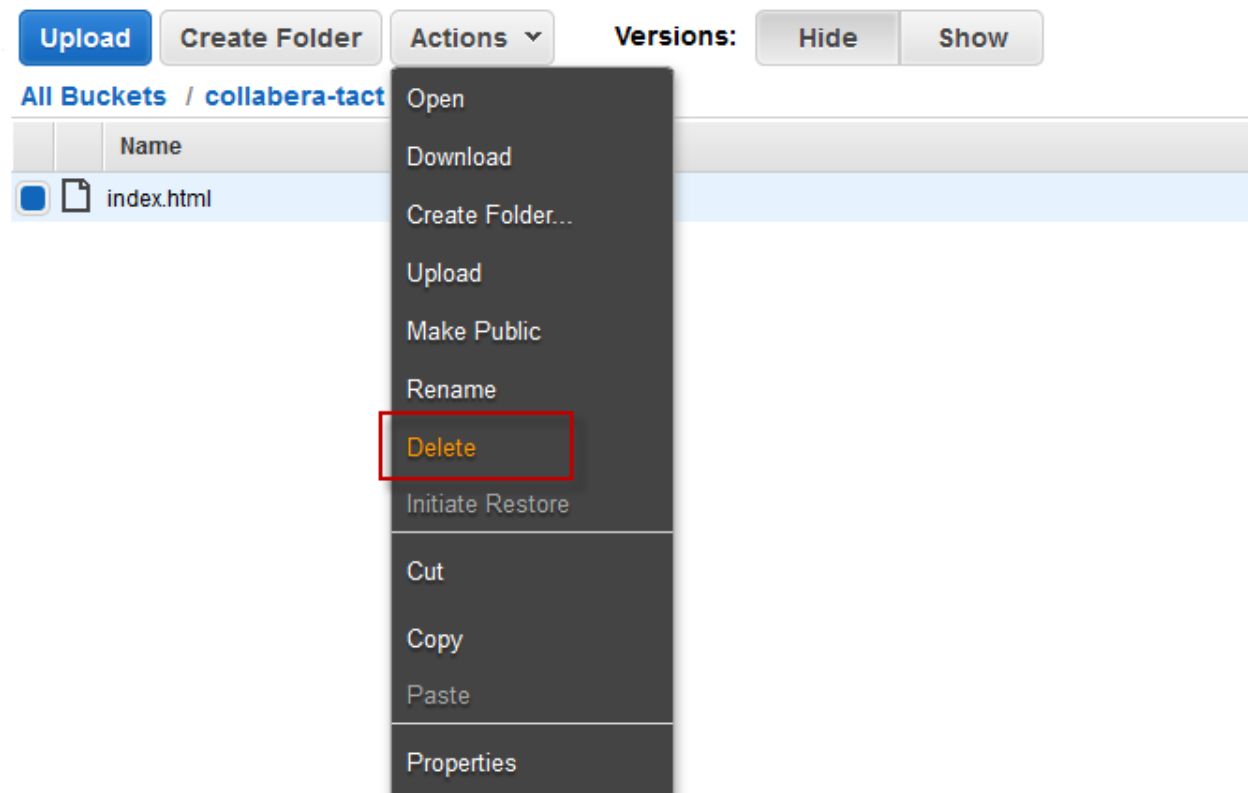 Upload Create Folder Actions Versions: Hide Show
All Buckets / collabera-tact
Name
index.html
Open
Download
Create Folder...
Upload
Make Public
Rename
Delete
Initiate Restore
Cut
Copy
Paste
Properties